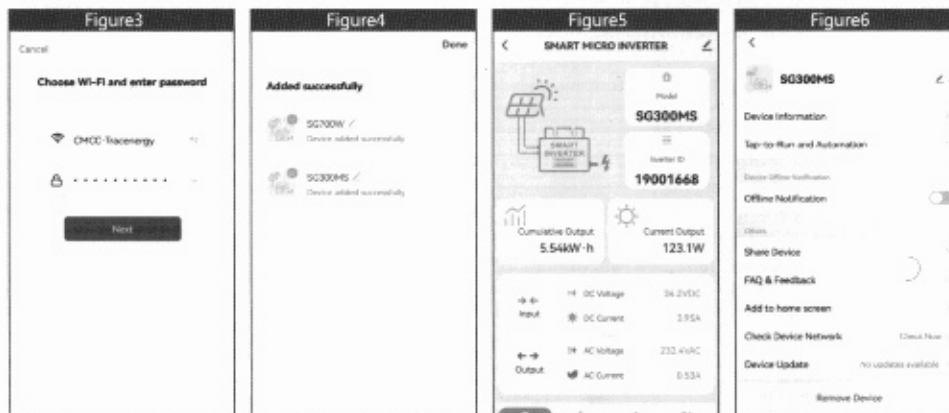 Figure3
Cancel
Choose Wi-Fi and enter password
CMCC-Tracenergy
Next
Figure4
Done
Added successfully
SG700W
Device added successfully
SG300MS
Device added successfully
Figure5
SMART MICRO INVERTER
Model
SG300MS
SMART
INVERTER
Inverter ID
19001668
Cumulative Output
5.54kW·h
Current Output
123.1W
Input
DC Voltage
DC Current
3.95A
Output
AC Voltage
232.4VAC
AC Current
0.53A
Figure6
SG300MS
Device Information
Tap-to-Run and Automation
Device Offline Notification
Offline Notification
Others
Share Device
FAQ & Feedback
Add to home screen
Check Device Network
Check Now
Device Update
No updates available
Remove Device